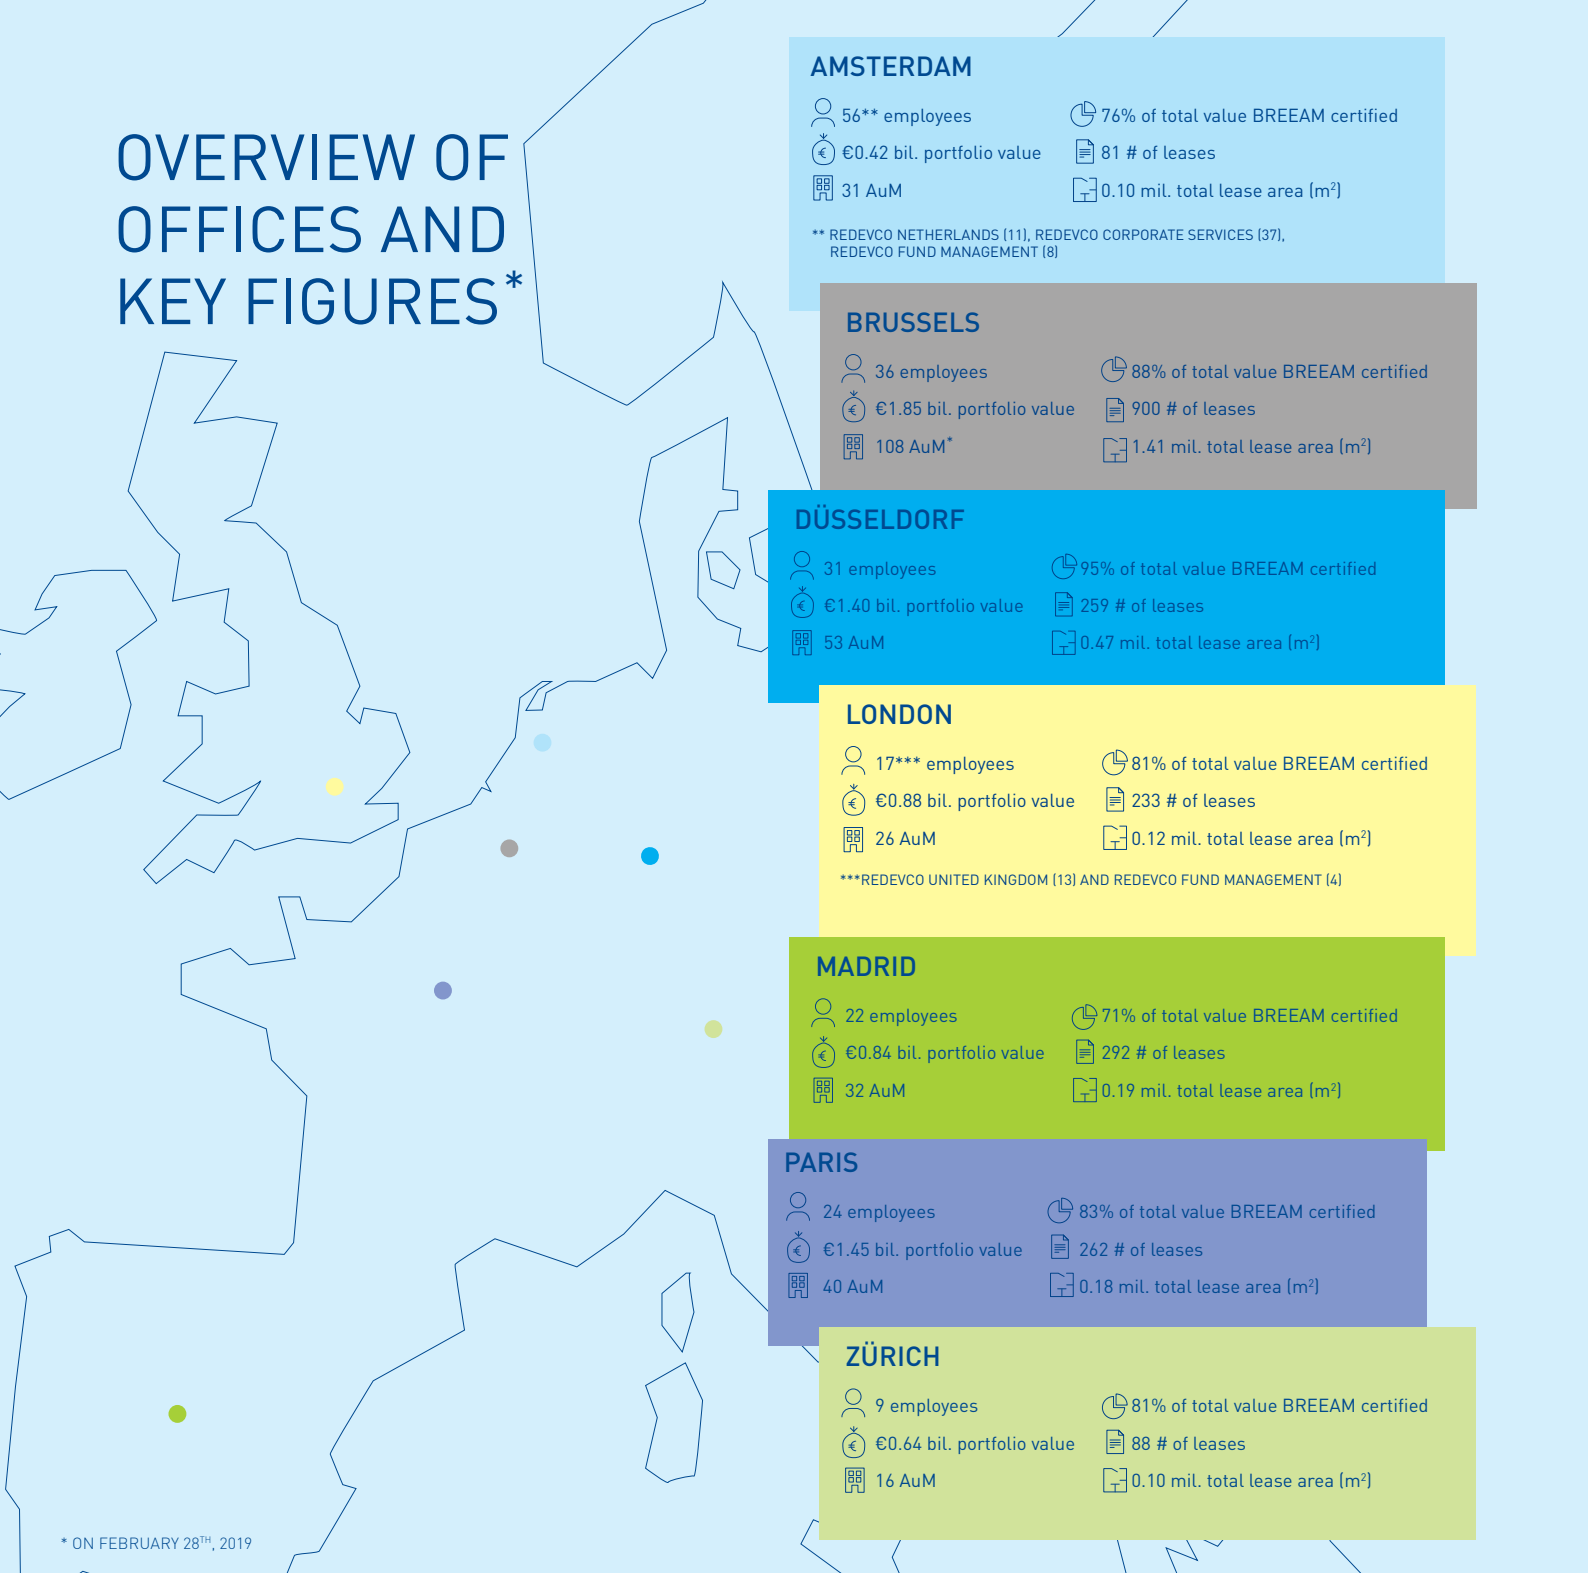 OVERVIEW OF
OFFICES AND
KEY FIGURES*
AMSTERDAM
56** employees
76% of total value BREEAM certified
€0.42 bil. portfolio value
81 # of leases
31 AuM
0.10 mil. total lease area (m²)
** REDEVCO NETHERLANDS (11), REDEVCO CORPORATE SERVICES (37),
REDEVCO FUND MANAGEMENT (8)
BRUSSELS
36 employees
88% of total value BREEAM certified
€1.85 bil. portfolio value
900 # of leases
108 AuM*
1.41 mil. total lease area (m²)
DÜSSELDORF
31 employees
95% of total value BREEAM certified
€1.40 bil. portfolio value
259 # of leases
53 AuM
0.47 mil. total lease area (m²)
LONDON
17*** employees
81% of total value BREEAM certified
€0.88 bil. portfolio value
233 # of leases
26 AuM
0.12 mil. total lease area (m²)
***REDEVCO UNITED KINGDOM (13) AND REDEVCO FUND MANAGEMENT (4)
MADRID
22 employees
71% of total value BREEAM certified
€0.84 bil. portfolio value
292 # of leases
32 AuM
0.19 mil. total lease area (m²)
PARIS
24 employees
83% of total value BREEAM certified
€1.45 bil. portfolio value
262 # of leases
40 AuM
0.18 mil. total lease area (m²)
ZÜRICH
9 employees
81% of total value BREEAM certified
€0.64 bil. portfolio value
88 # of leases
16 AuM
0.10 mil. total lease area (m²)
* ON FEBRUARY 28TH, 2019